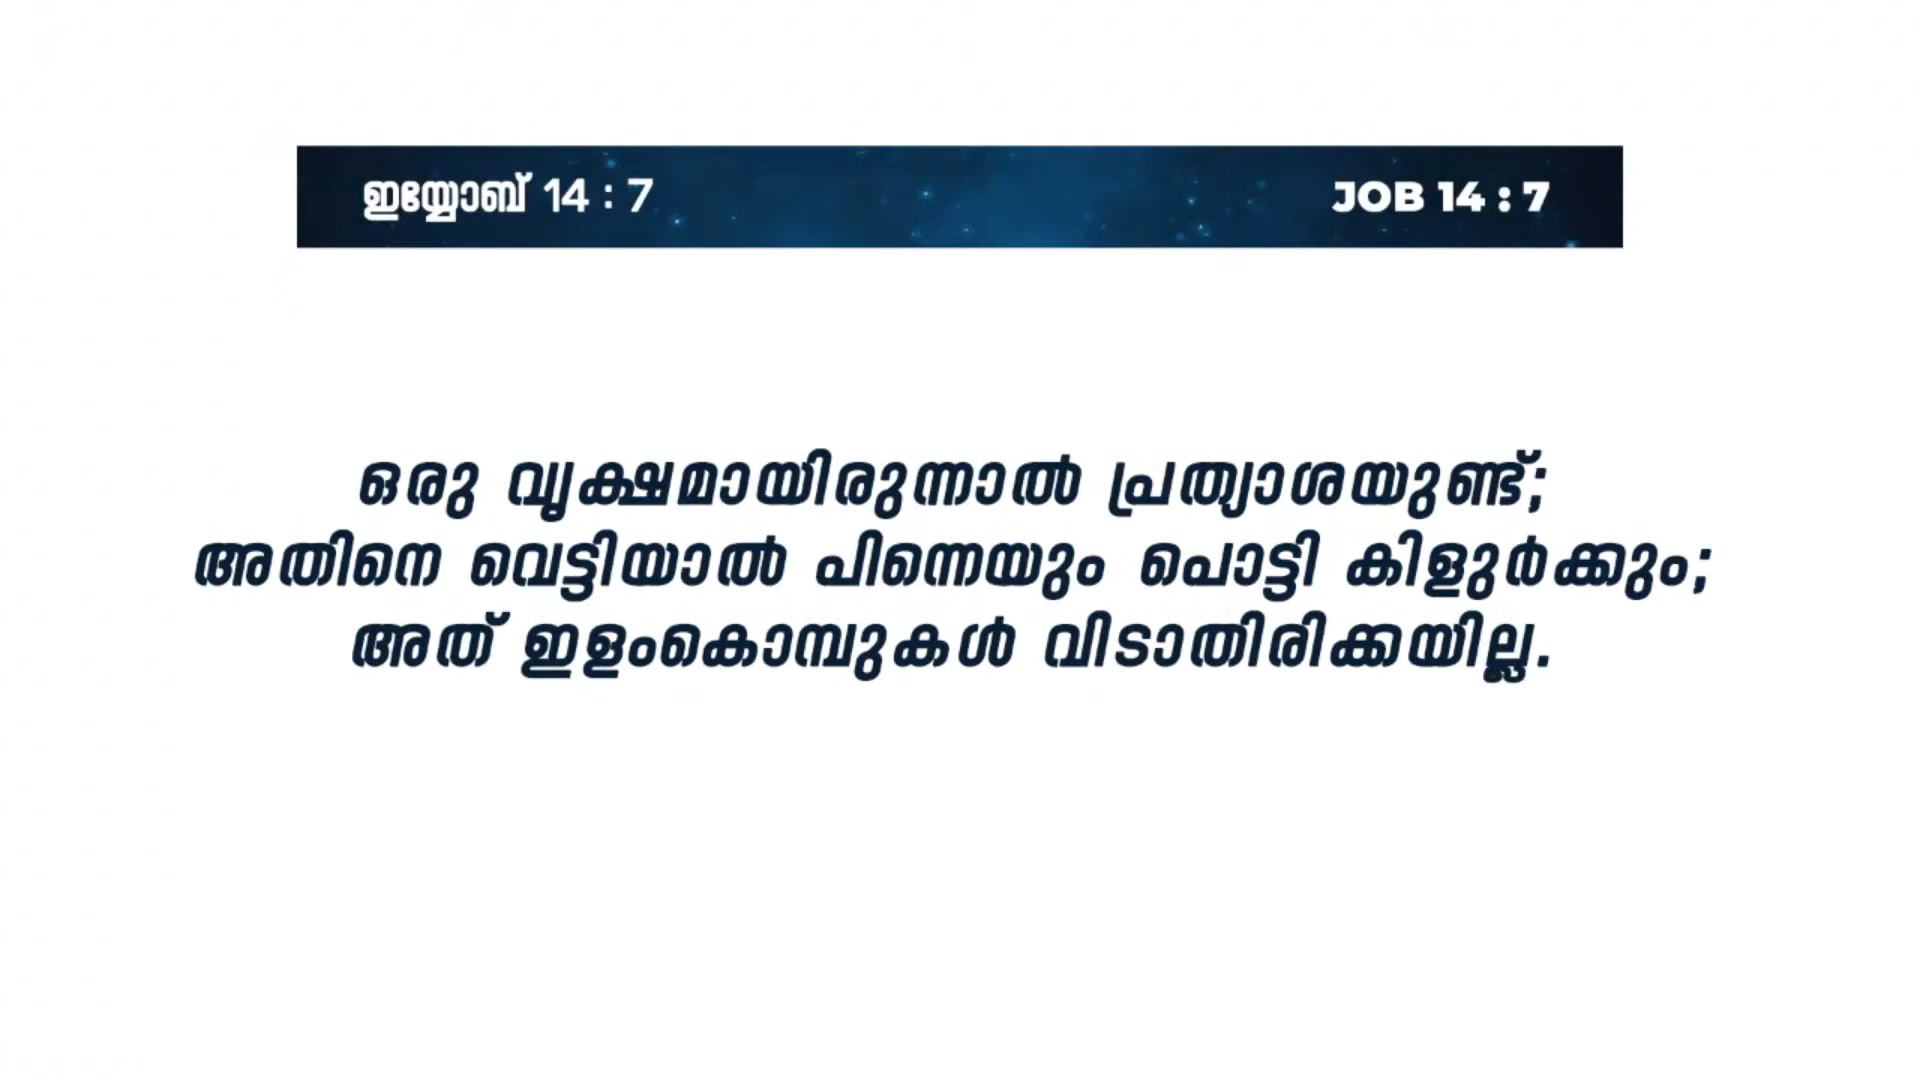 ഇയ്യോബ് 14 : 7
JOB 14 : 7
ഒരു വൃക്ഷമായിരുന്നാൽ പ്രത്യാശയുണ്ട്;
അതിനെ വെട്ടിയാൽ പിന്നെയും പൊട്ടി കിളുർക്കും;
അത് ഇളംകൊമ്പുകൾ വിടാതിരിക്കയില്ല.